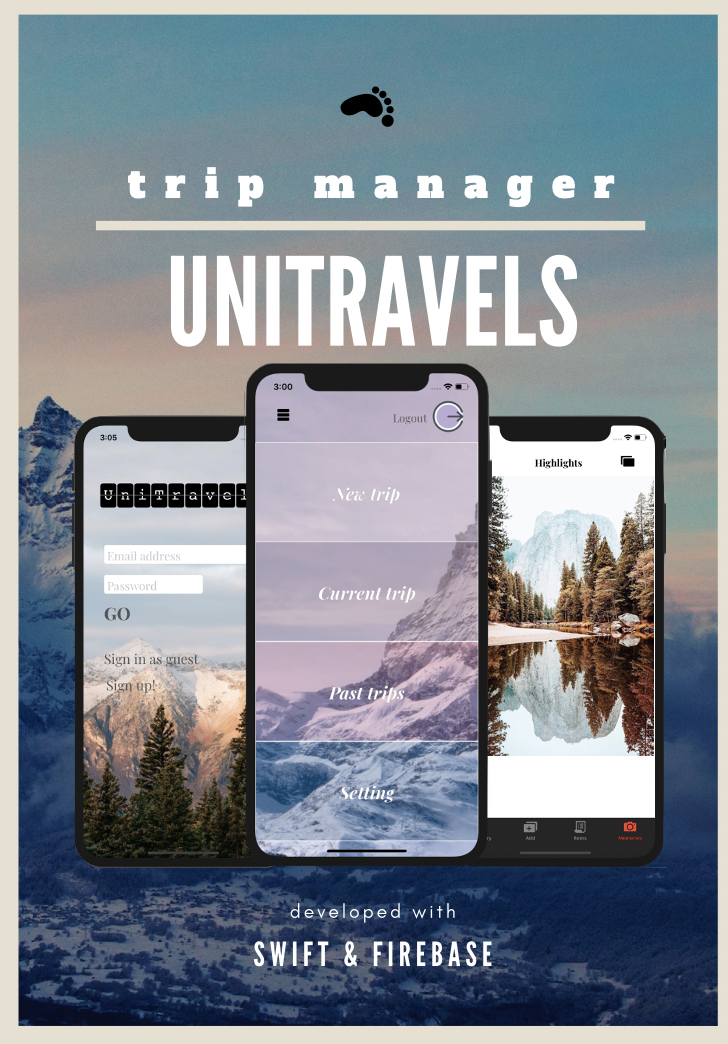 trip manager
UNITRAVELS
3:05
UniTravel
Email address
Password
GO
Sign in as guest
Sign up!
3:00
Logout
New trip
Current trip
Past trips
Setting
Highlights
Add
Items
Memories
developed with
SWIFT & FIREBASE